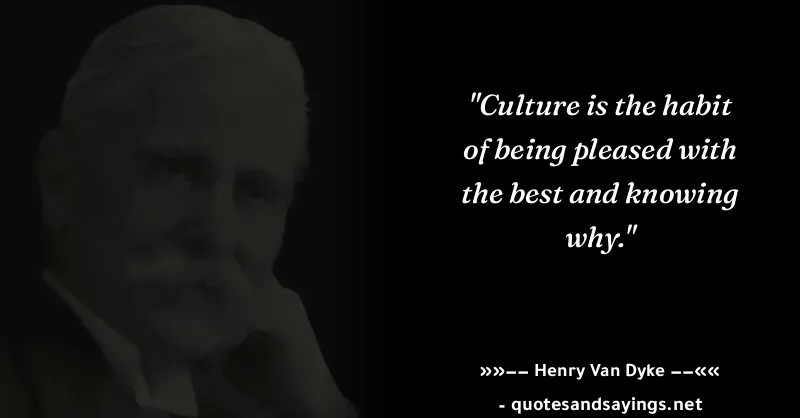 "Culture is the habit
of being pleased with
the best and knowing
why."
»»–– Henry Van Dyke ––««
- quotesandsayings.net